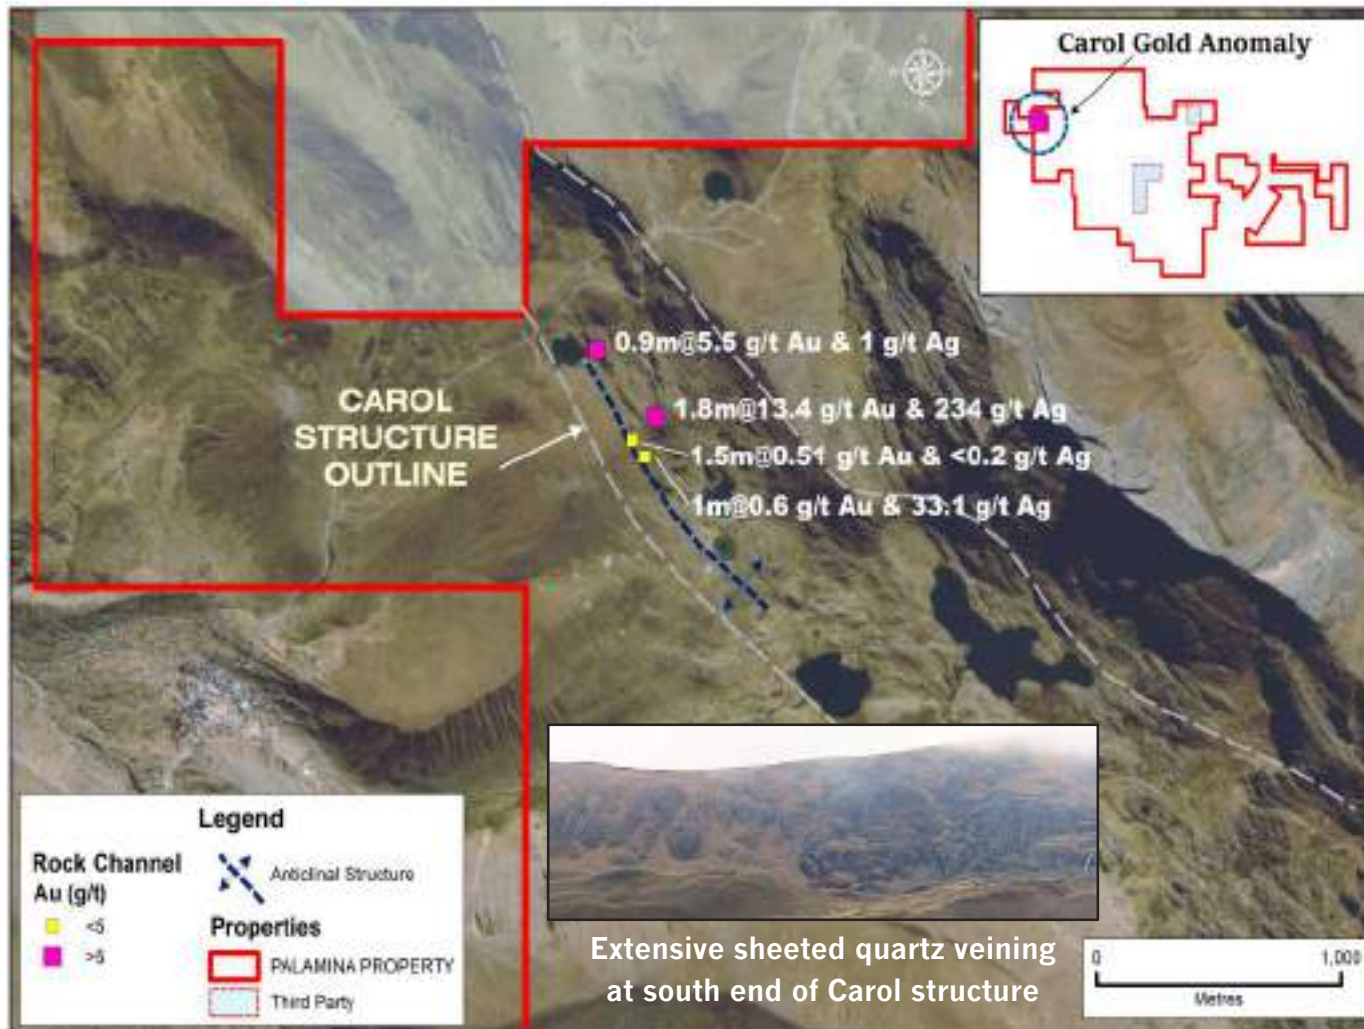 Carol Gold Anomaly
0.9m@5.5 g/t Au & 1 g/t Ag
CAROL
STRUCTURE
OUTLINE
1.8m@13.4 g/t Au & 234 g/t Ag
1.5m@0.51 g/t Au & <0.2 g/t Ag
1m@0.6 g/t Au & 33.1 g/t Ag
Legend
Rock Channel
Au (g/t)
<5
>5
Anticlinal Structure
Properties
PALAMINA PROPERTY
Third Party
Extensive sheeted quartz veining
at south end of Carol structure
0 1,000
Metres